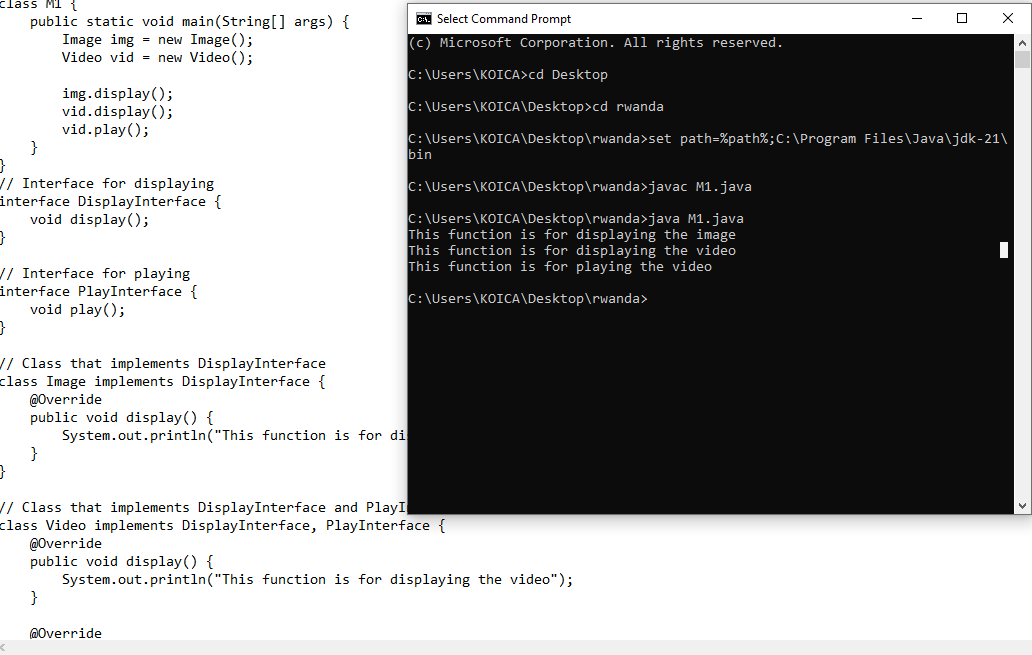 class M1 {
    public static void main(String[] args) {
        Image img = new Image();
        Video vid = new Video();

        img.display();
        vid.display();
        vid.play();
    }
}
// Interface for displaying
interface DisplayInterface {
    void display();
}

// Interface for playing
interface PlayInterface {
    void play();
}

// Class that implements DisplayInterface
class Image implements DisplayInterface {
    @Override
    public void display() {
        System.out.println("This function is for di
    }
}

// Class that implements DisplayInterface and PlayI
class Video implements DisplayInterface, PlayInterface {
    @Override
    public void display() {
        System.out.println("This function is for displaying the video");
    }

    @Override
Select Command Prompt
(c) Microsoft Corporation. All rights reserved.

C:\Users\KOICA>cd Desktop

C:\Users\KOICA\Desktop>cd rwanda

C:\Users\KOICA\Desktop\rwanda>set path=%path%;C:\Program Files\Java\jdk-21\
bin

C:\Users\KOICA\Desktop\rwanda>javac M1.java

C:\Users\KOICA\Desktop\rwanda>java M1.java
This function is for displaying the image
This function is for displaying the video
This function is for playing the video

C:\Users\KOICA\Desktop\rwanda>